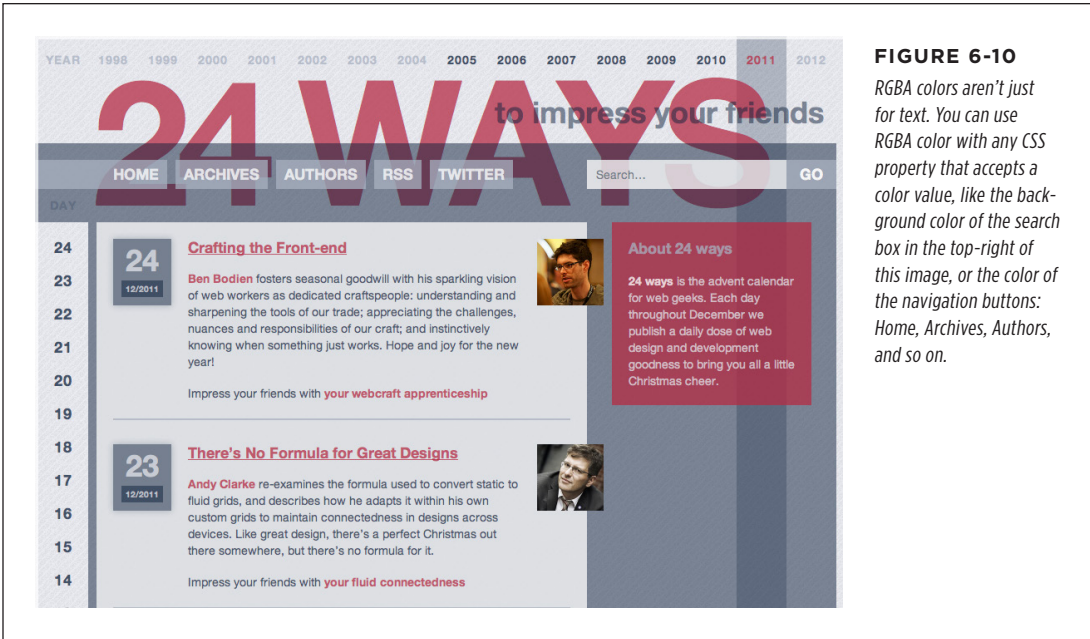 YEAR 1998 1999 2000 2001 2002 2003 2004 2005 2006 2007 2008 2009 2010 2011 2012
24 WAYS
to impress your friends
HOME ARCHIVES AUTHORS RSS TWITTER
Search... GO
DAY
24
23
22
21
20
19
18
17
16
15
14
24
12/2011
Crafting the Front-end
Ben Bodien fosters seasonal goodwill with his sparkling vision
of web workers as dedicated craftspeople: understanding and
sharpening the tools of our trade; appreciating the challenges,
nuances and responsibilities of our craft; and instinctively
knowing when something just works. Hope and joy for the new
year!
Impress your friends with your webcraft apprenticeship
23
12/2011
There's No Formula for Great Designs
Andy Clarke re-examines the formula used to convert static to
fluid grids, and describes how he adapts it within his own
custom grids to maintain connectedness in designs across
devices. Like great design, there's a perfect Christmas out
there somewhere, but there's no formula for it.
Impress your friends with your fluid connectedness
About 24 ways
24 ways is the advent calendar
for web geeks. Each day
throughout December we
publish a daily dose of web
design and development
goodness to bring you all a little
Christmas cheer.
FIGURE 6-10
RGBA colors aren't just
for text. You can use
RGBA color with any CSS
property that accepts a
color value, like the back-
ground color of the search
box in the top-right of
this image, or the color of
the navigation buttons:
Home, Archives, Authors,
and so on.